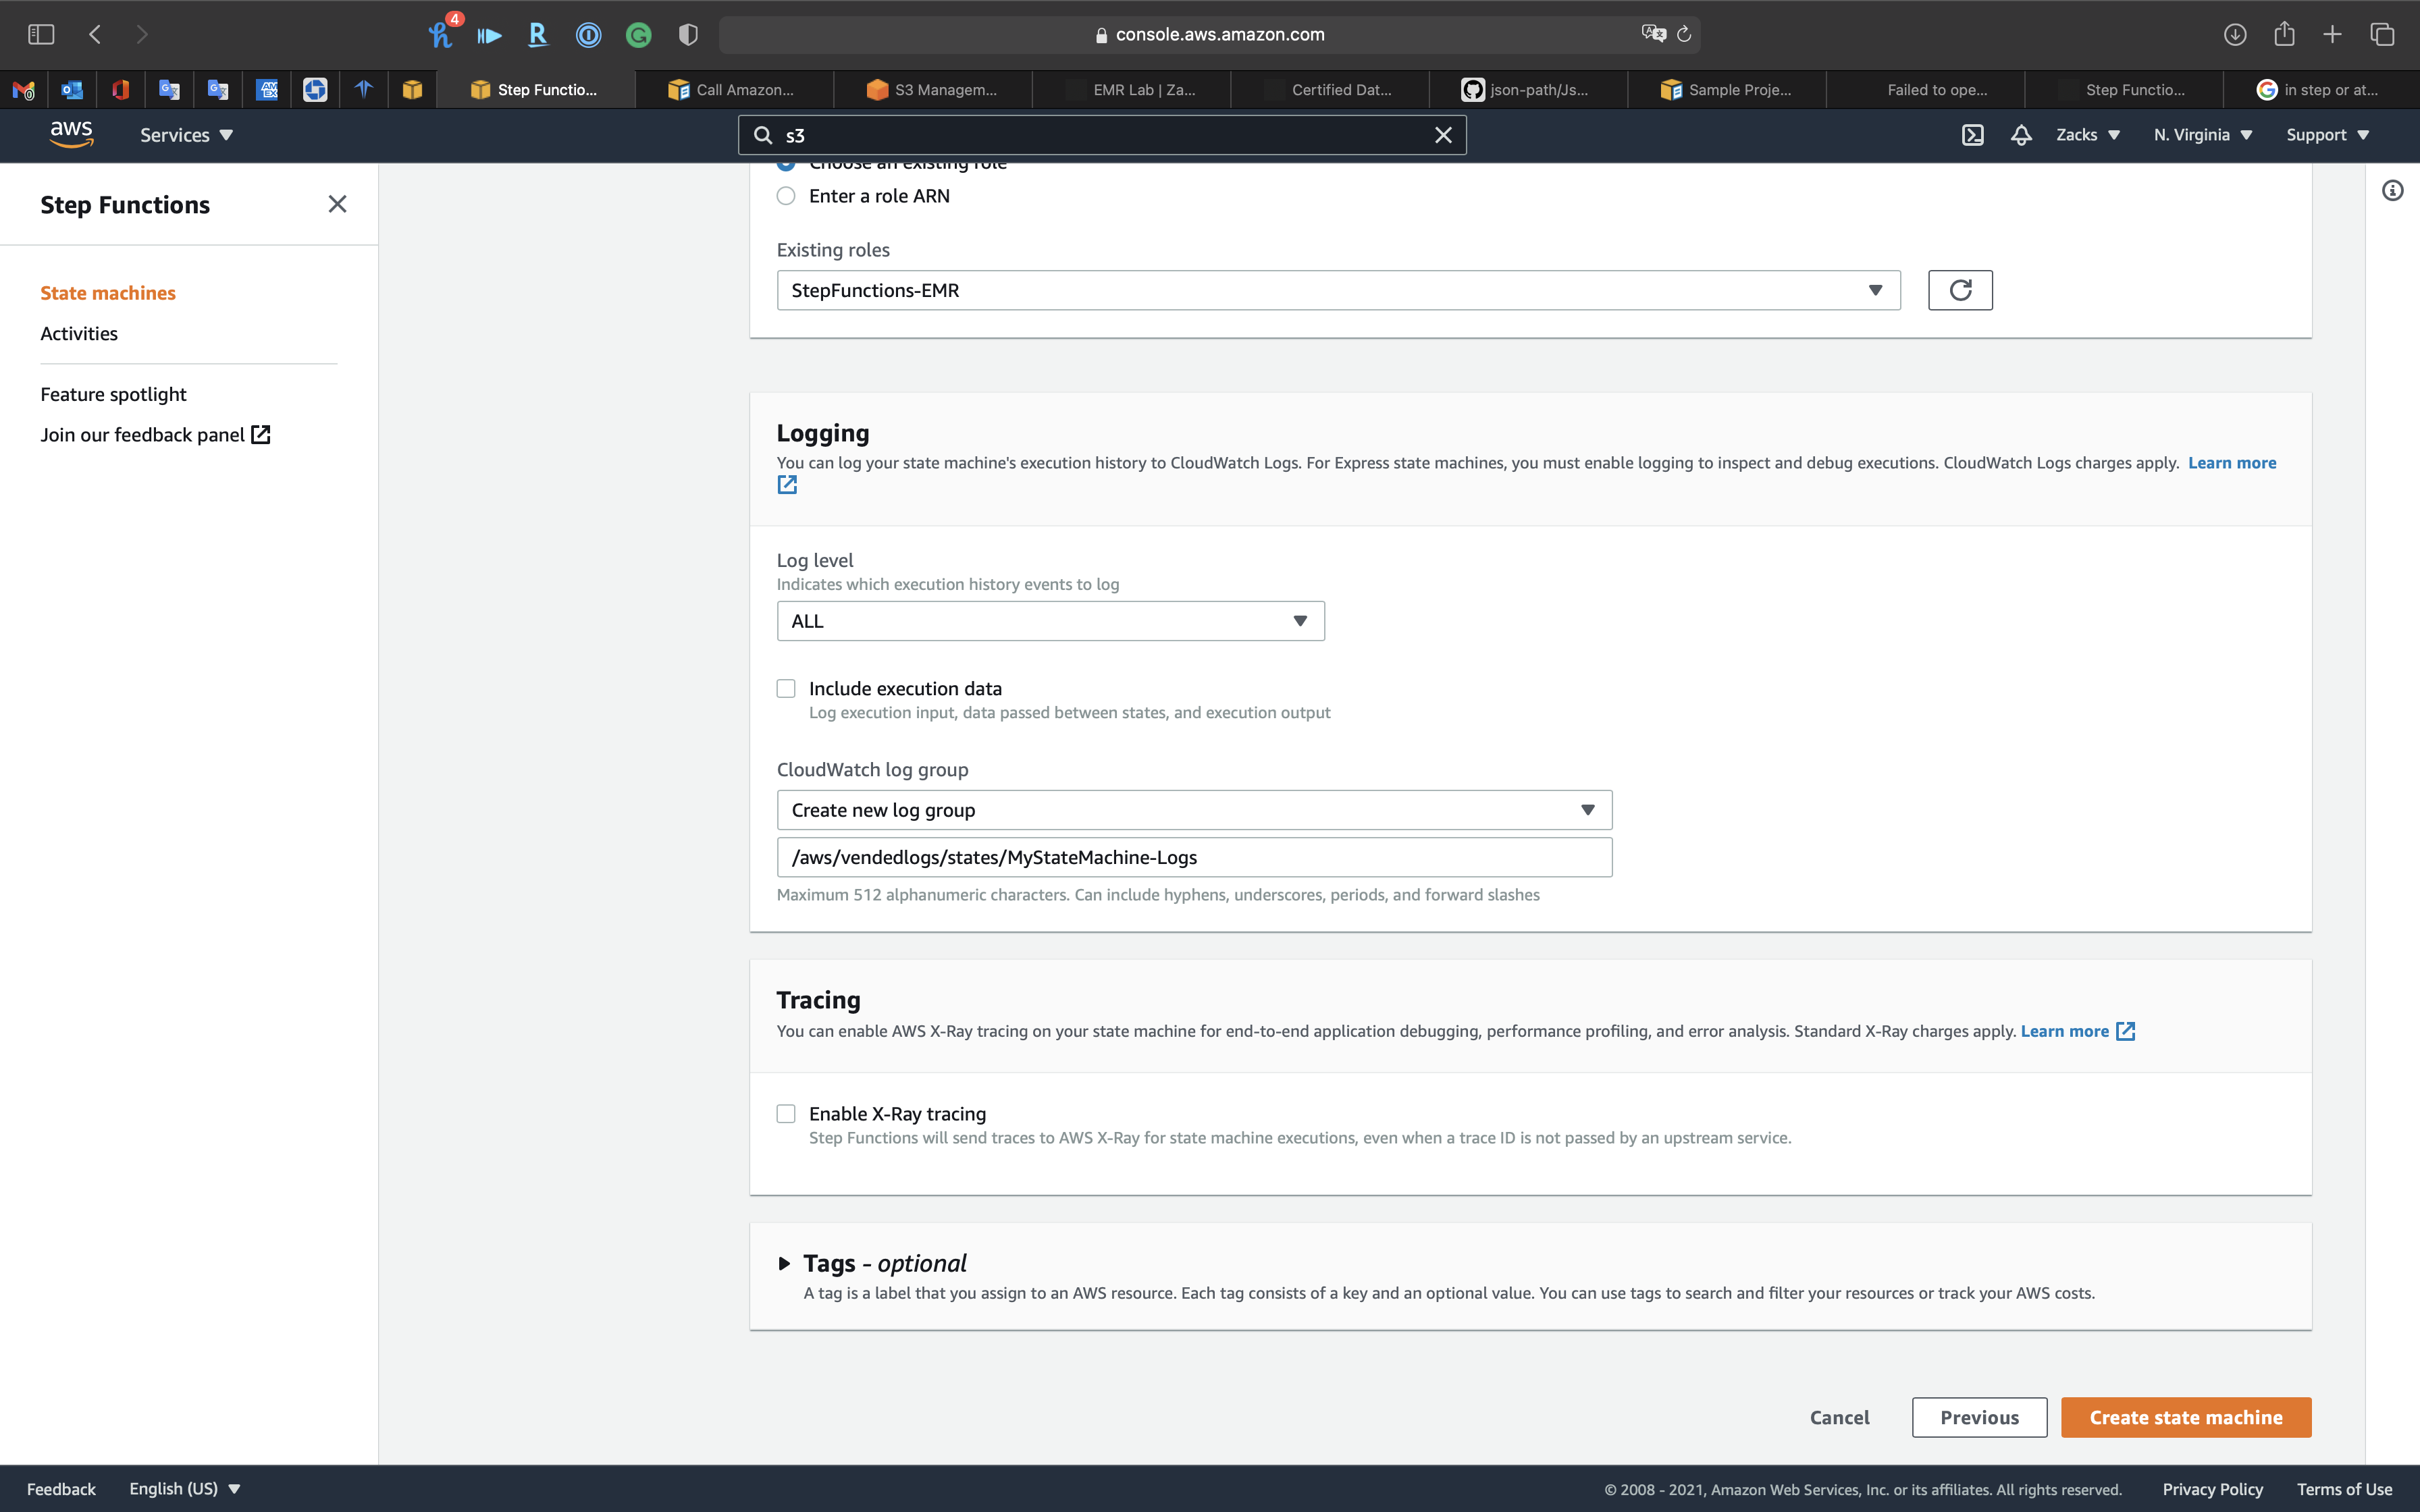 4
console.aws.amazon.com
Step Functio...
Call Amazon...
S3 Managem...
EMR Lab | Za...
Certified Dat...
json-path/Js...
Sample Proje...
Failed to ope...
Step Functio...
in step or at...
aws
Services
s3
Zacks
N. Virginia
Support
Step Functions
State machines
Activities
Feature spotlight
Join our feedback panel
Choose an existing role
Enter a role ARN
Existing roles
StepFunctions-EMR
Logging
You can log your state machine's execution history to CloudWatch Logs. For Express state machines, you must enable logging to inspect and debug executions. CloudWatch Logs charges apply. Learn more
Log level
Indicates which execution history events to log
ALL
Include execution data
Log execution input, data passed between states, and execution output
CloudWatch log group
Create new log group
/aws/vendedlogs/states/MyStateMachine-Logs
Maximum 512 alphanumeric characters. Can include hyphens, underscores, periods, and forward slashes
Tracing
You can enable AWS X-Ray tracing on your state machine for end-to-end application debugging, performance profiling, and error analysis. Standard X-Ray charges apply. Learn more
Enable X-Ray tracing
Step Functions will send traces to AWS X-Ray for state machine executions, even when a trace ID is not passed by an upstream service.
Tags - optional
A tag is a label that you assign to an AWS resource. Each tag consists of a key and an optional value. You can use tags to search and filter your resources or track your AWS costs.
Cancel
Previous
Create state machine
Feedback
English (US)
© 2008 - 2021, Amazon Web Services, Inc. or its affiliates. All rights reserved.
Privacy Policy
Terms of Use